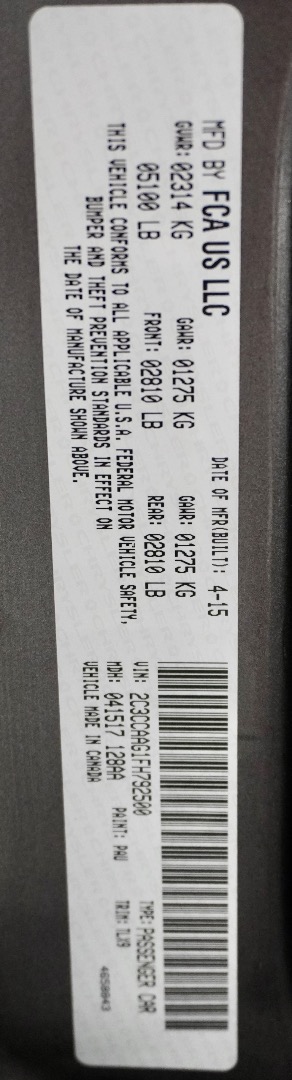 MFD BY FCA US LLC DATE OF MFR(BUILT): 4-15
GVWR: 02314 KG GAWR: 01275 KG GAWR: 01275 KG
05100 LB FRONT: 02810 LB REAR: 02810 LB
THIS VEHICLE CONFORMS TO ALL APPLICABLE U.S.A. FEDERAL MOTOR VEHICLE SAFETY,
BUMPER AND THEFT PREVENTION STANDARDS IN EFFECT ON
THE DATE OF MANUFACTURE SHOWN ABOVE.
VIN: 2C3CCAAG1FH792500 TYPE: PASSENGER CAR
MDH: 041517 128AA PAINT: PAU TRIM: TLX9
VEHICLE MADE IN CANADA 4658043